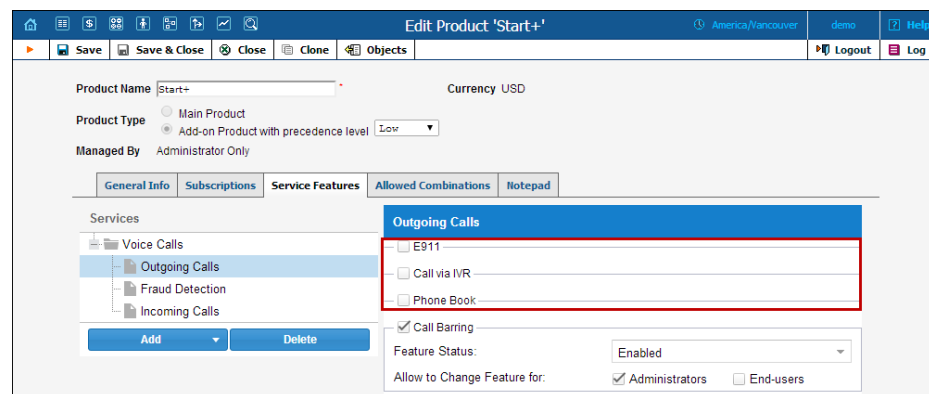 Edit Product 'Start+'
America/Vancouver
demo
Help
Save
Save & Close
Close
Clone
Objects
Logout
Log
Product Name Start+ *
Currency USD
Product Type
Main Product
Add-on Product with precedence level Low
Managed By Administrator Only
General Info
Subscriptions
Service Features
Allowed Combinations
Notepad
Services
Voice Calls
Outgoing Calls
Fraud Detection
Incoming Calls
Add
Delete
Outgoing Calls
E911
Call via IVR
Phone Book
Call Barring
Feature Status: Enabled
Allow to Change Feature for: Administrators End-users